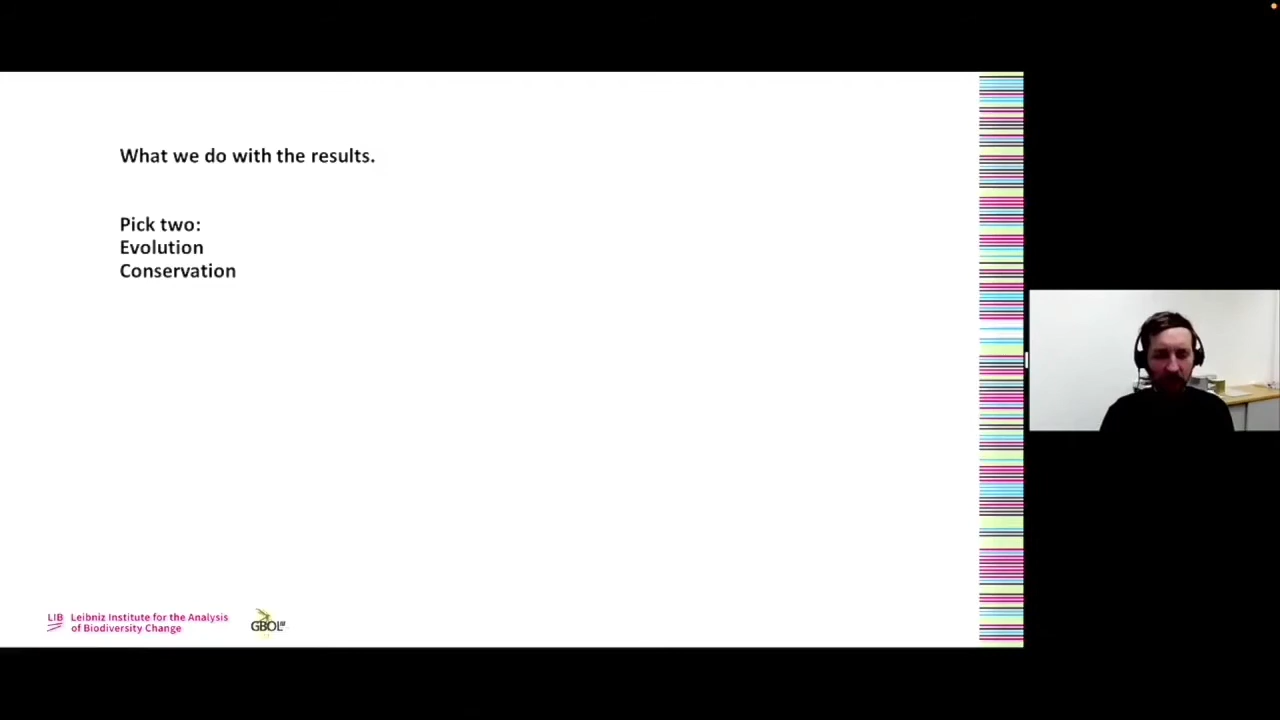 What we do with the results.
Pick two:
Evolution
Conservation
LIB Leibniz Institute for the Analysis
of Biodiversity Change
GBOL